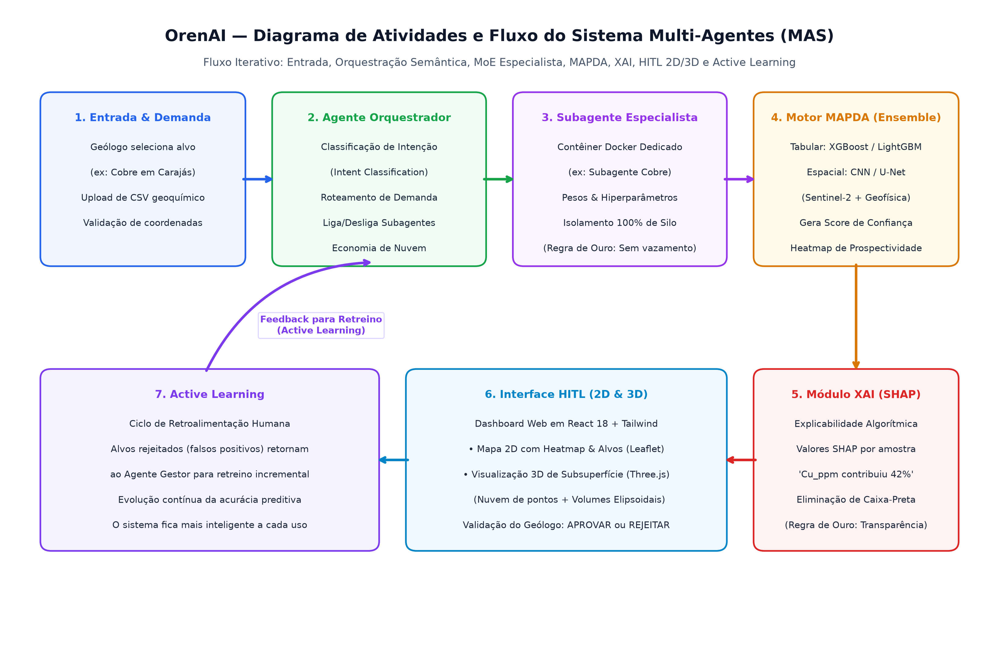 OrenAI — Diagrama de Atividades e Fluxo do Sistema Multi-Agentes (MAS)
Fluxo Iterativo: Entrada, Orquestração Semântica, MoE Especialista, MAPDA, XAI, HITL 2D/3D e Active Learning
1. Entrada & Demanda
Geólogo seleciona alvo
(ex: Cobre em Carajás)
Upload de CSV geoquímico
Validação de coordenadas
2. Agente Orquestrador
Classificação de Intenção
(Intent Classification)
Roteamento de Demanda
Liga/Desliga Subagentes
Economia de Nuvem
3. Subagente Especialista
Contêiner Docker Dedicado
(ex: Subagente Cobre)
Pesos & Hiperparâmetros
Isolamento 100% de Silo
(Regra de Ouro: Sem vazamento)
4. Motor MAPDA (Ensemble)
Tabular: XGBoost / LightGBM
Espacial: CNN / U-Net
(Sentinel-2 + Geofísica)
Gera Score de Confiança
Heatmap de Prospectividade
Feedback para Retreino
(Active Learning)
7. Active Learning
Ciclo de Retroalimentação Humana
Alvos rejeitados (falsos positivos) retornam
ao Agente Gestor para retreino incremental
Evolução contínua da acurácia preditiva
O sistema fica mais inteligente a cada uso
6. Interface HITL (2D & 3D)
Dashboard Web em React 18 + Tailwind
• Mapa 2D com Heatmap & Alvos (Leaflet)
• Visualização 3D de Subsuperfície (Three.js)
(Nuvem de pontos + Volumes Elipsoidais)
Validação do Geólogo: APROVAR ou REJEITAR
5. Módulo XAI (SHAP)
Explicabilidade Algorítmica
Valores SHAP por amostra
'Cu_ppm contribuiu 42%'
Eliminação de Caixa-Preta
(Regra de Ouro: Transparência)